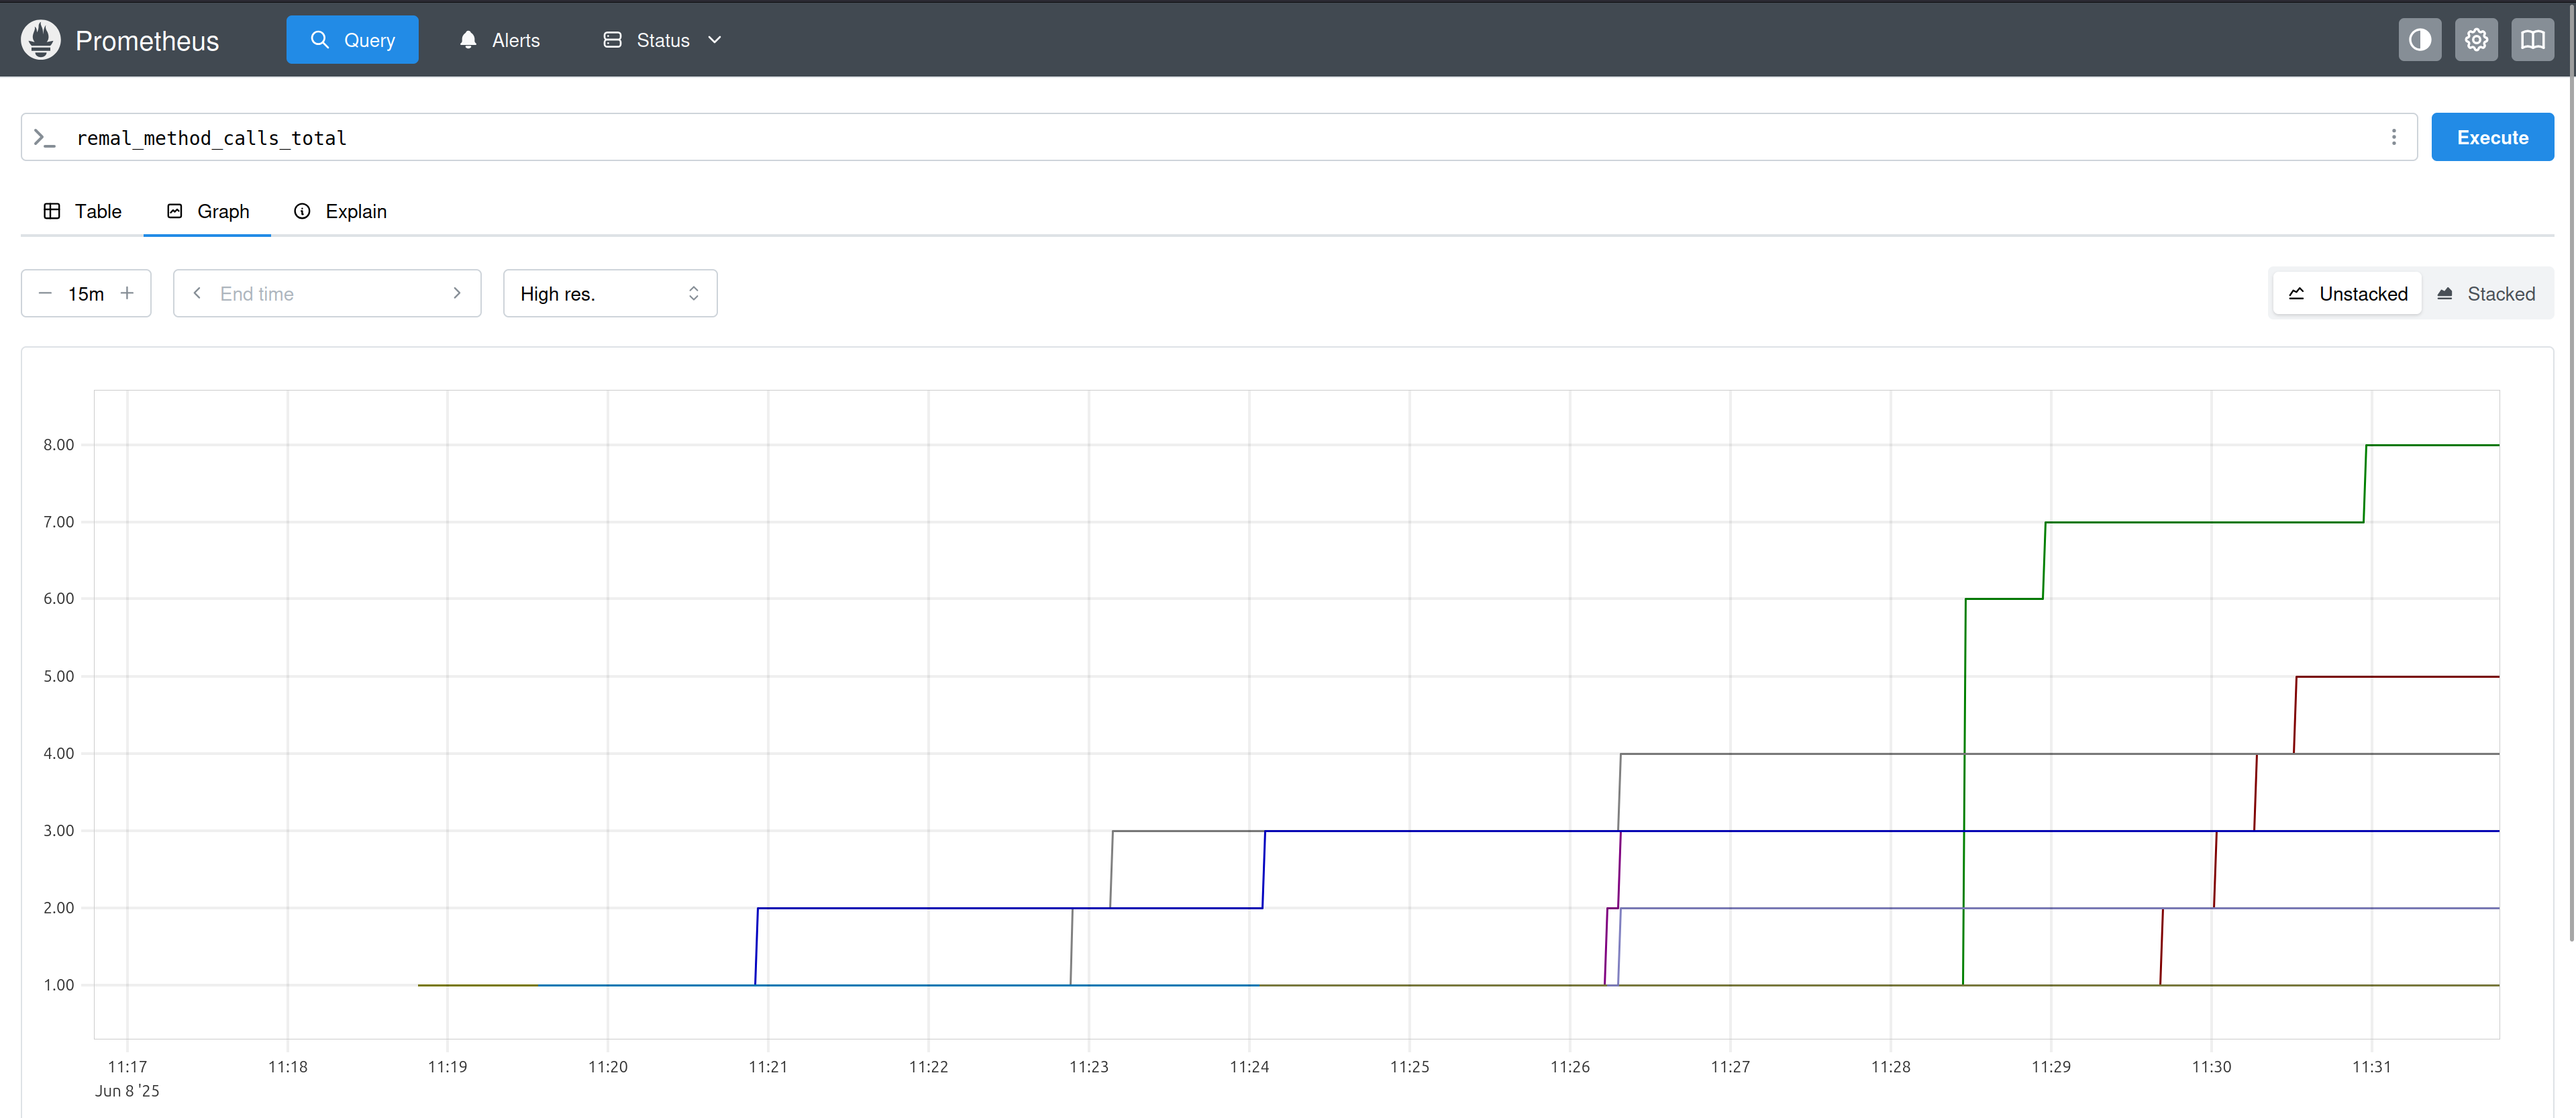 Prometheus Query Alerts Status
remal_method_calls_total Execute
Table Graph Explain
15m End time High res. Unstacked Stacked
8.00
7.00
6.00
5.00
4.00
3.00
2.00
1.00
11:17 11:18 11:19 11:20 11:21 11:22 11:23 11:24 11:25 11:26 11:27 11:28 11:29 11:30 11:31
Jun 8 '25